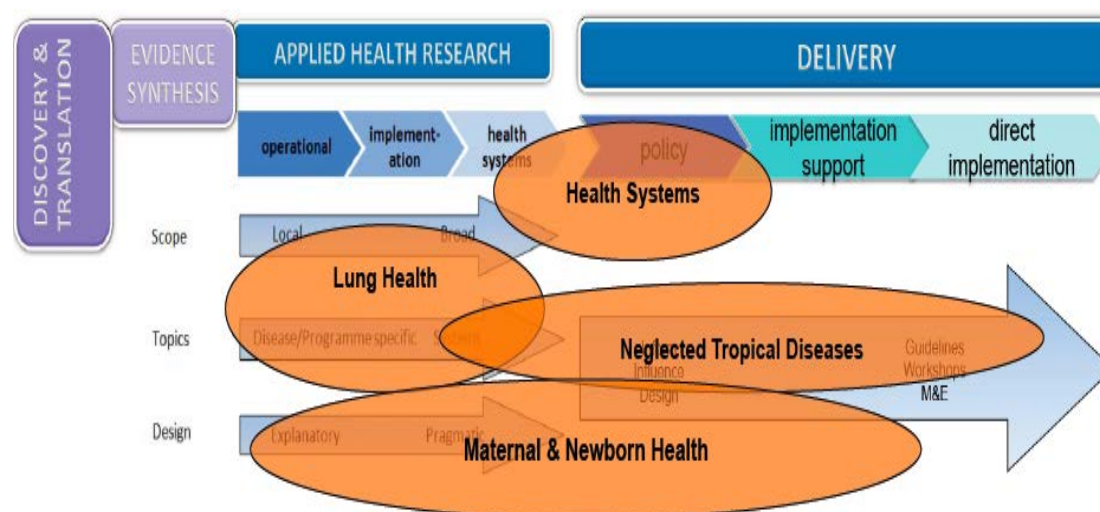 DISCOVERY &
TRANSLATION
EVIDENCE
SYNTHESIS
APPLIED HEALTH RESEARCH
DELIVERY
operational
implement-
ation
health
systems
policy
implementation
support
direct
implementation
Health Systems
Scope
Local
Broad
Lung Health
Topics
Disease/Programme specific
Neglected Tropical Diseases
Influence
Design
Guidelines
Workshops
M&E
Design
Explanatory
Pragmatic
Maternal & Newborn Health